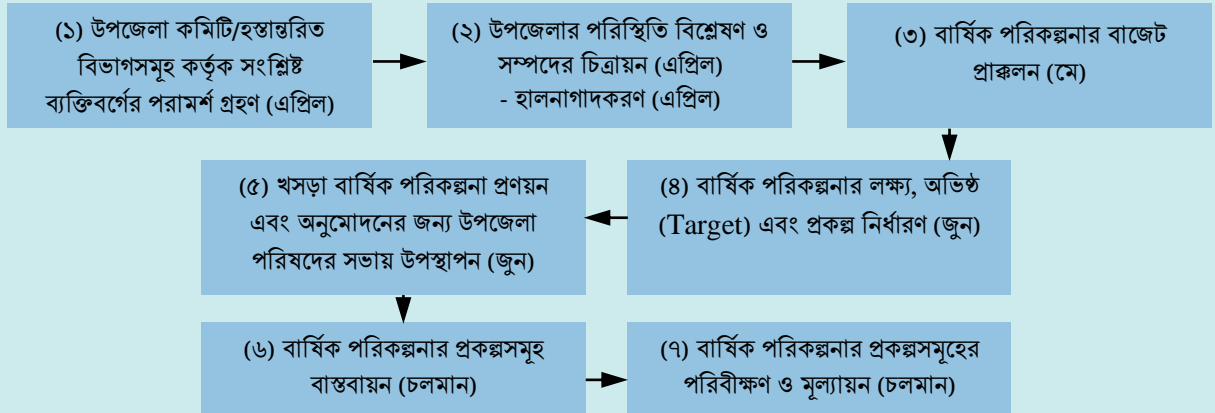 (১) উপজেলা কমিটি/হস্তান্তরিত
বিভাগসমূহ কর্তৃক সংশ্লিষ্ট
ব্যক্তিবর্গের পরামর্শ গ্রহণ (এপ্রিল)
(২) উপজেলার পরিস্থিতি বিশ্লেষণ ও
সম্পদের চিত্রায়ন (এপ্রিল)
- হালনাগাদকরণ (এপ্রিল)
(৩) বার্ষিক পরিকল্পনার বাজেট
প্রাক্কলন (মে)
(৪) বার্ষিক পরিকল্পনার লক্ষ্য, অভিষ্ঠ
(Target) এবং প্রকল্প নির্ধারণ (জুন)
(৫) খসড়া বার্ষিক পরিকল্পনা প্রণয়ন
এবং অনুমোদনের জন্য উপজেলা
পরিষদের সভায় উপস্থাপন (জুন)
(৬) বার্ষিক পরিকল্পনার প্রকল্পসমূহ
বাস্তবায়ন (চলমান)
(৭) বার্ষিক পরিকল্পনার প্রকল্পসমূহের
পরিবীক্ষণ ও মূল্যায়ন (চলমান)